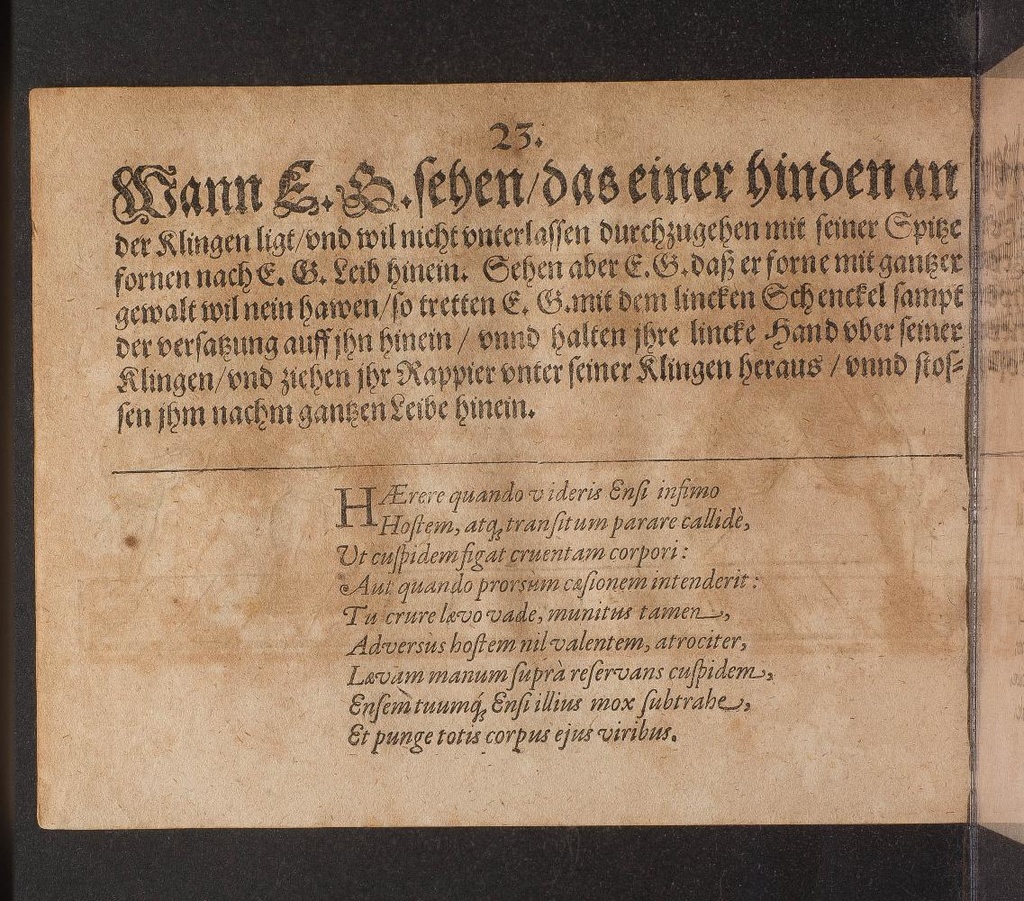 23.
Wann E. G. sehen/das einer hinden an
der Klingen ligt/vnd wil nicht vnterlassen durchzugehen mit seiner Spitze
fornen nach E. G. Leib hinein. Sehen aber E. G. daß er forne mit gantzer
gewalt wil nein hawen/so tretten E. G. mit dem lincken Schenckel sampt
der versatzung auff jhn hinein / vnnd halten jhre lincke Hand vber seiner
Klingen/vnd ziehen jhr Rappier vnter seiner Klingen heraus / vnnd stos-
sen jhm nachm gantzen Leibe hinein.
HÆrere quando videris Ensi infimo
Hostem, atq; transitum parare callidè,
Ut cuspidem figat cruentam corpori:
Aut quando prorsum cæsionem intenderit:
Tu crure lævo vade, munitus tamen,
Adversùs hostem nil valentem, atrociter,
Lævam manum suprà reservans cuspidem,
Ensem tuumq́; Ensi illius mox subtrahe,
Et punge totis corpus ejus viribus.